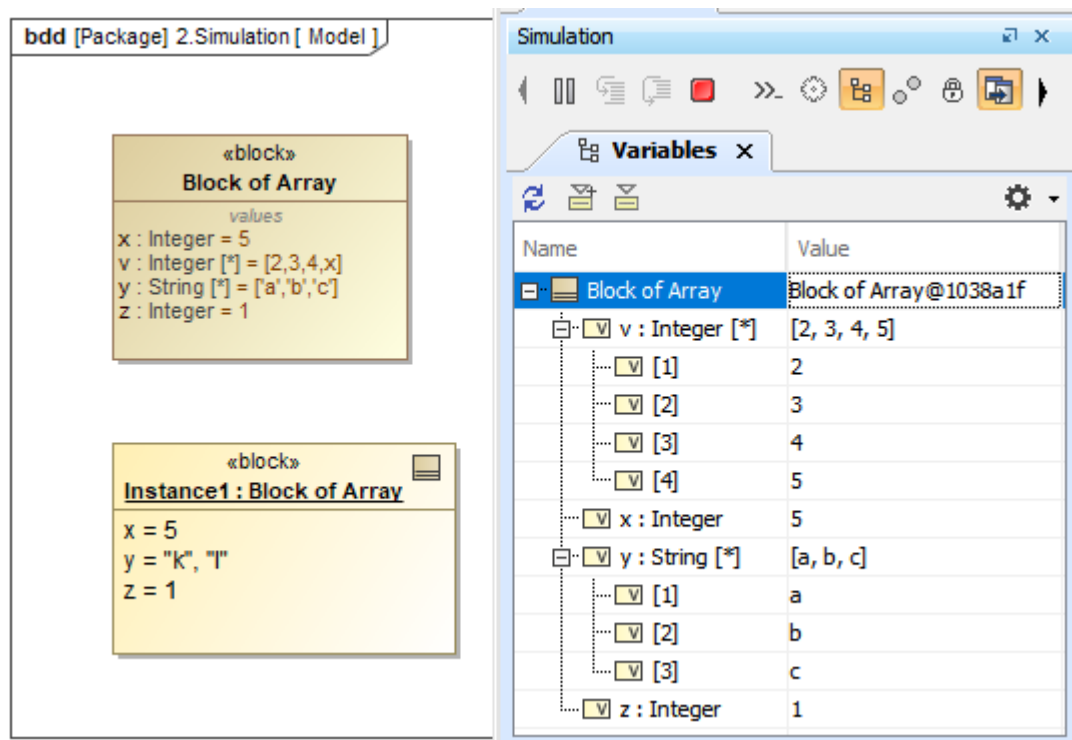 bdd [Package] 2.Simulation [ Model ]
«block»
Block of Array
values
x : Integer = 5
v : Integer [*] = [2,3,4,x]
y : String [*] = ['a','b','c']
z : Integer = 1
«block»
Instance1 : Block of Array
x = 5
y = "k", "l"
z = 1
Simulation
Variables
Name Value
Block of Array Block of Array@1038a1f
v : Integer [*] [2, 3, 4, 5]
[1] 2
[2] 3
[3] 4
[4] 5
x : Integer 5
y : String [*] [a, b, c]
[1] a
[2] b
[3] c
z : Integer 1